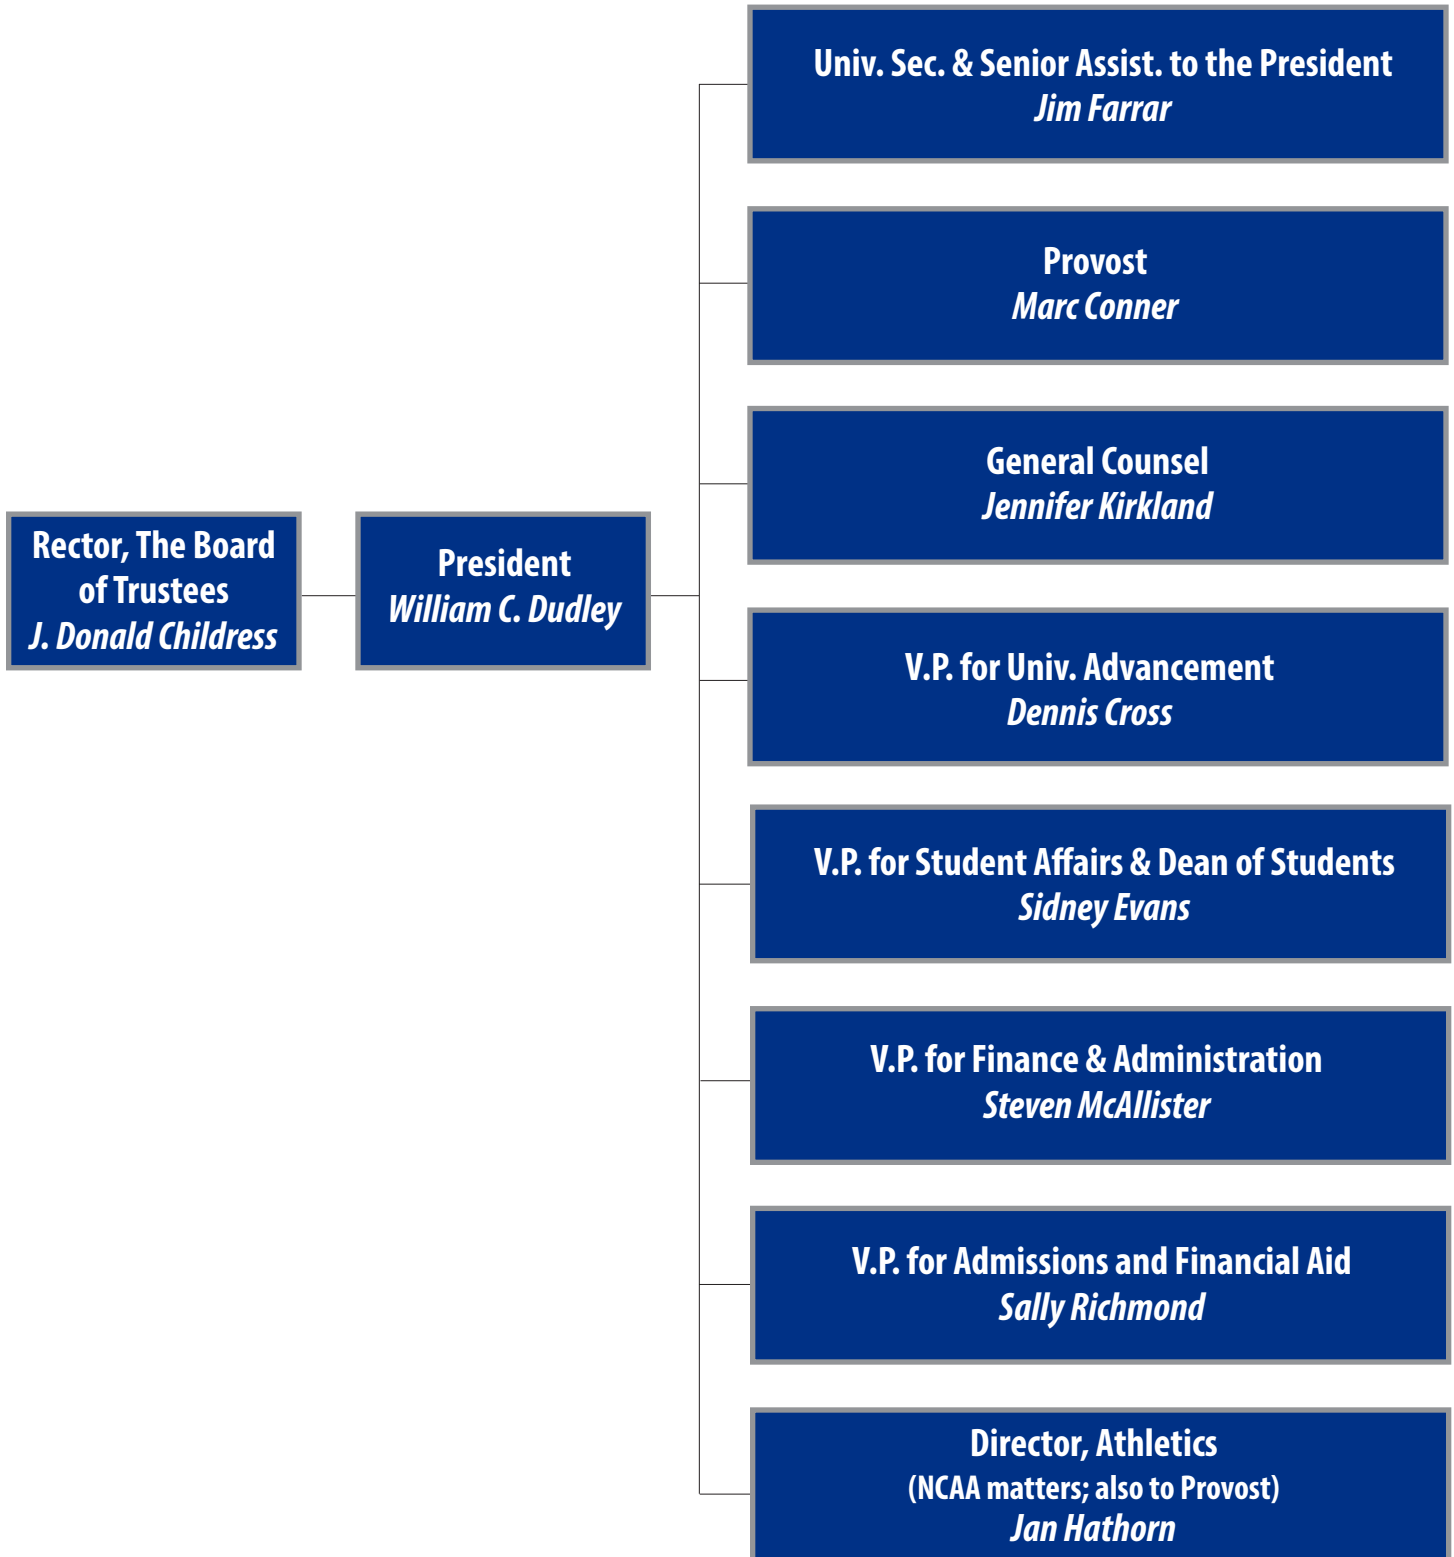 Rector, The Board
of Trustees
J. Donald Childress
President
William C. Dudley
Univ. Sec. & Senior Assist. to the President
Jim Farrar
Provost
Marc Conner
General Counsel
Jennifer Kirkland
V.P. for Univ. Advancement
Dennis Cross
V.P. for Student Affairs & Dean of Students
Sidney Evans
V.P. for Finance & Administration
Steven McAllister
V.P. for Admissions and Financial Aid
Sally Richmond
Director, Athletics
(NCAA matters; also to Provost)
Jan Hathorn